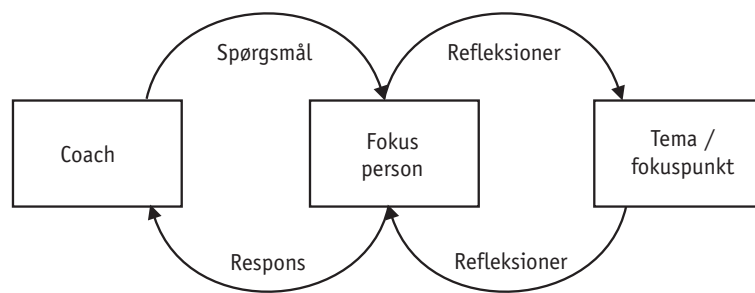 Spørgsmål
Refleksioner
Coach
Fokus
person
Tema /
fokuspunkt
Respons
Refleksioner